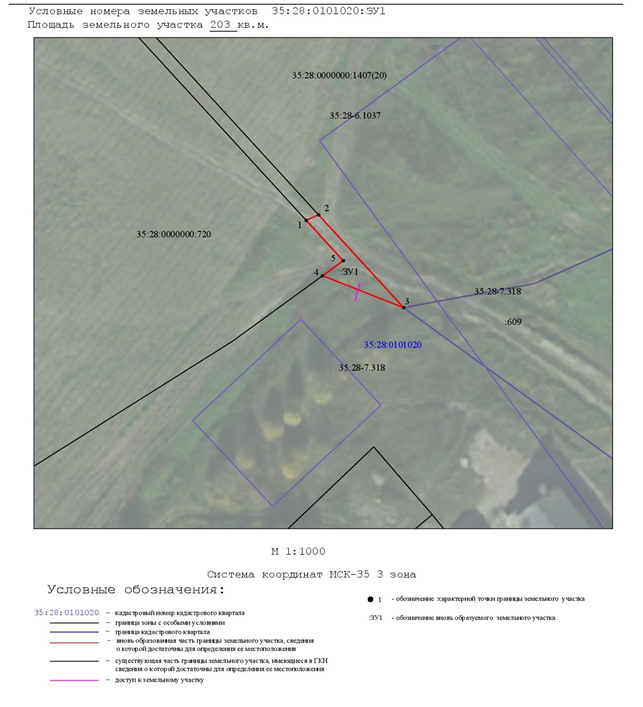 Условные номера земельных участков 35:28:0101020:ЗУ1
Площадь земельного участка 203 кв.м.
35:28:0000000:1407(20)
35:28-6.1037
2
1
35:28:0000000:720
5
4
:ЗУ1
3
35:28-7.318
:609
35:28:0101020
35:28-7.318
М 1:1000
Система координат МСК-35 3 зона
Условные обозначения:
35:28:0101020 – кадастровый номер кадастрового квартала
– граница зоны с особыми условиями
– граница кадастрового квартала
– вновь образованная часть границы земельного участка, сведения
о которой достаточны для определения ее местоположения
– существующая часть границы земельного участка, имеющиеся в ГКН
сведения о которой достаточны для определения ее местоположения
– доступ к земельному участку
1 - обозначение характерной точки границы земельного участка
:ЗУ1 - обозначение вновь образуемого земельного участка